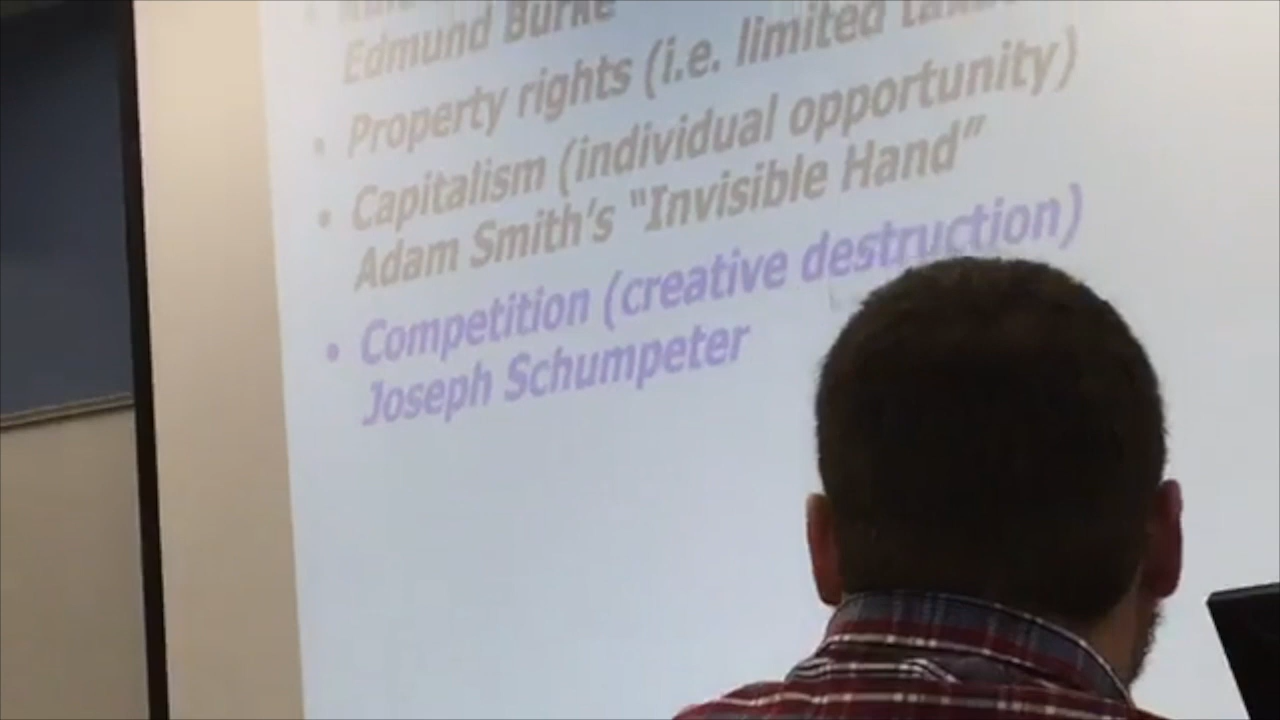 Edmund Burke
• Property rights (i.e. limited
• Capitalism (individual opportunity)
Adam Smith's "Invisible Hand"
• Competition (creative destruction)
Joseph Schumpeter